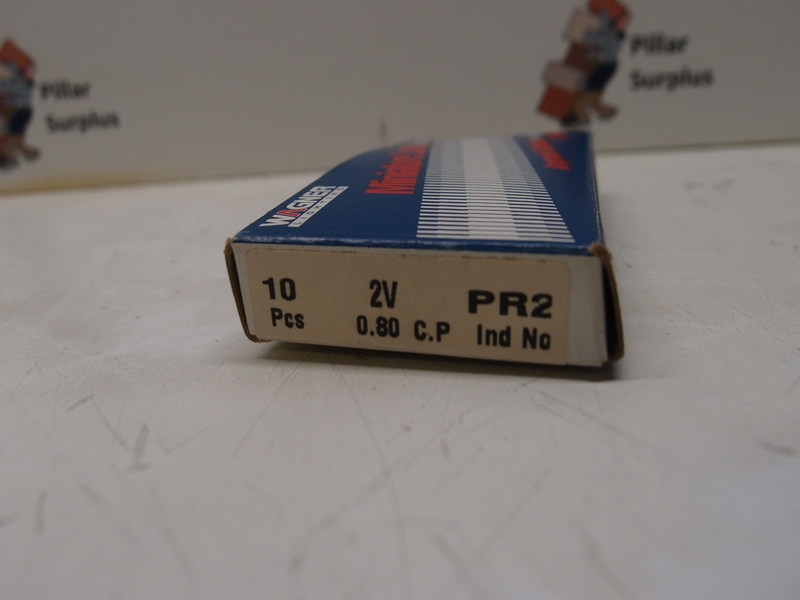 Pillar
Surplus
Pillar
Surplus
WAGNER
10 2V PR2
Pcs 0.80 C.P Ind No